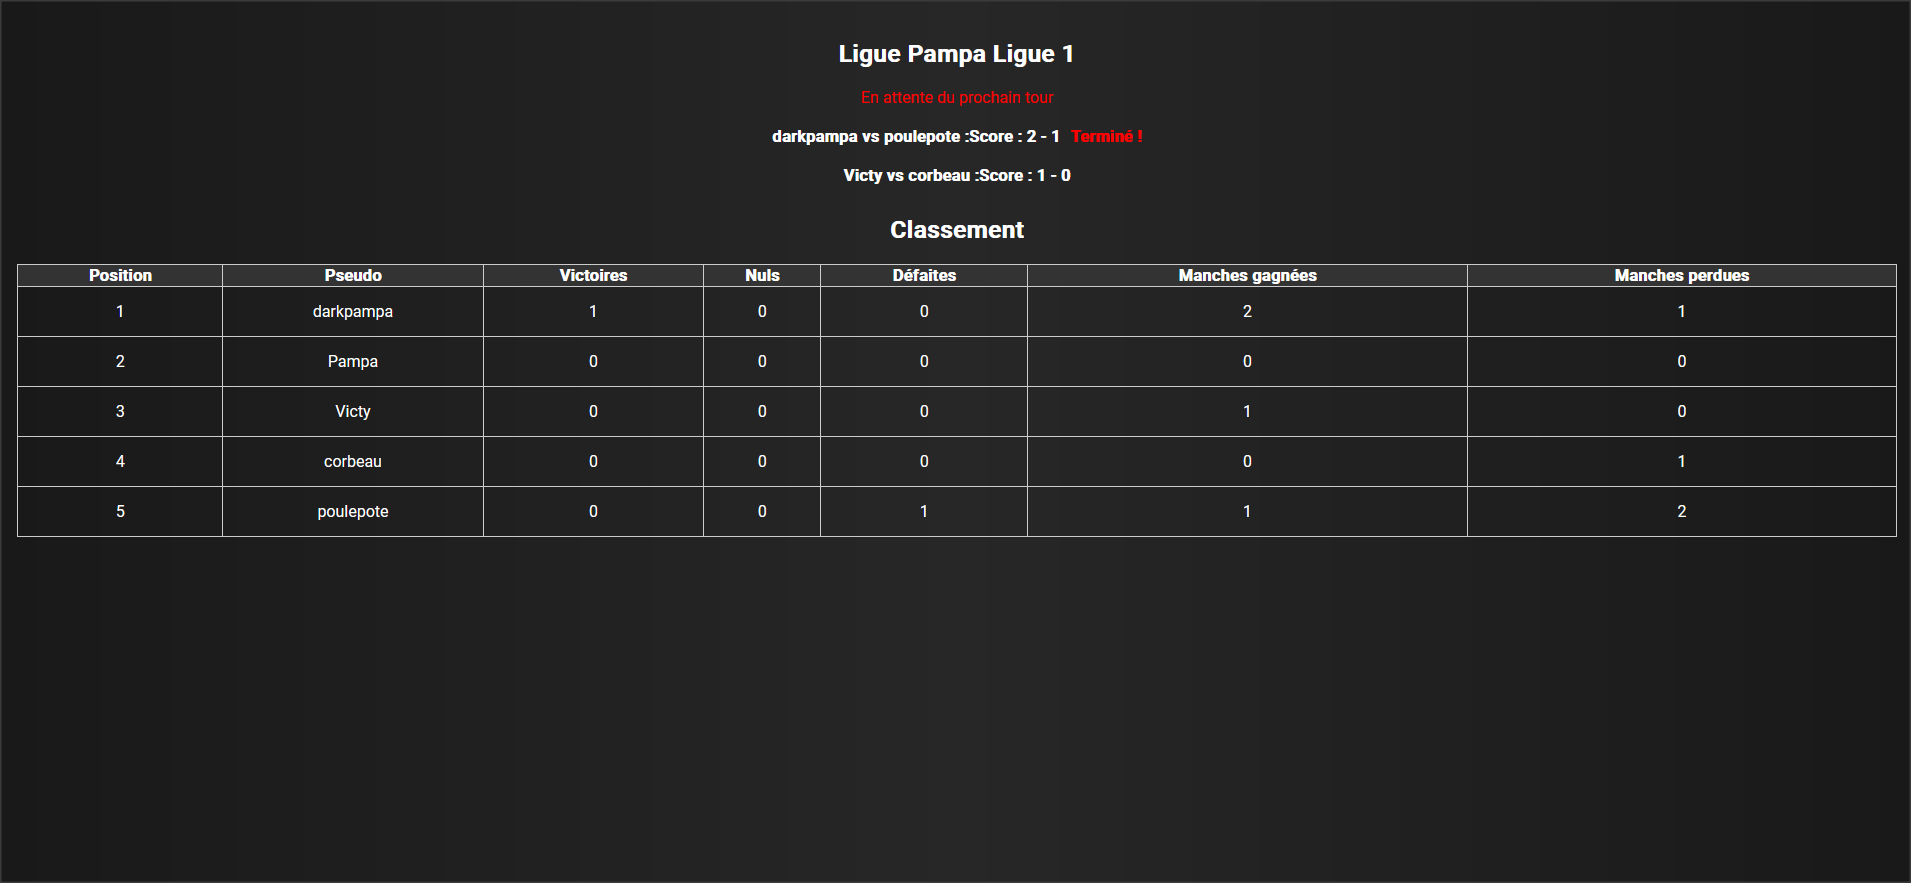 Ligue Pampa Ligue 1
En attente du prochain tour
darkpampa vs poulepote :Score : 2 - 1 Terminé !
Victy vs corbeau :Score : 1 - 0
Classement
Position Pseudo Victoires Nuls Défaites Manches gagnées Manches perdues
1 darkpampa 1 0 0 2 1
2 Pampa 0 0 0 0 0
3 Victy 0 0 0 1 0
4 corbeau 0 0 0 0 1
5 poulepote 0 0 1 1 2